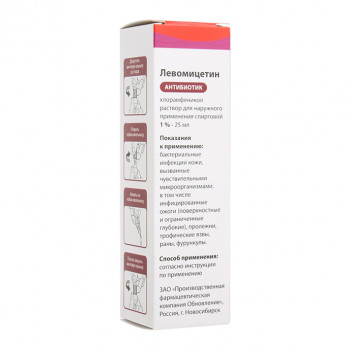 Левомицетин
АНТИБИОТИК
хлорамфеникол
раствор для наружного
применения спиртовой
1 % - 25 мл
Показания
к применению:
бактериальные
инфекции кожи,
вызванные
чувствительными
микроорганизмами,
в том числе
инфицированные
ожоги (поверхностные
и ограниченные
глубокие), пролежни,
трофические язвы,
раны, фурункулы.
Способ применения:
согласно инструкции
по применению
ЗАО «Производственная
фармацевтическая
компания Обновление»,
Россия, г. Новосибирск